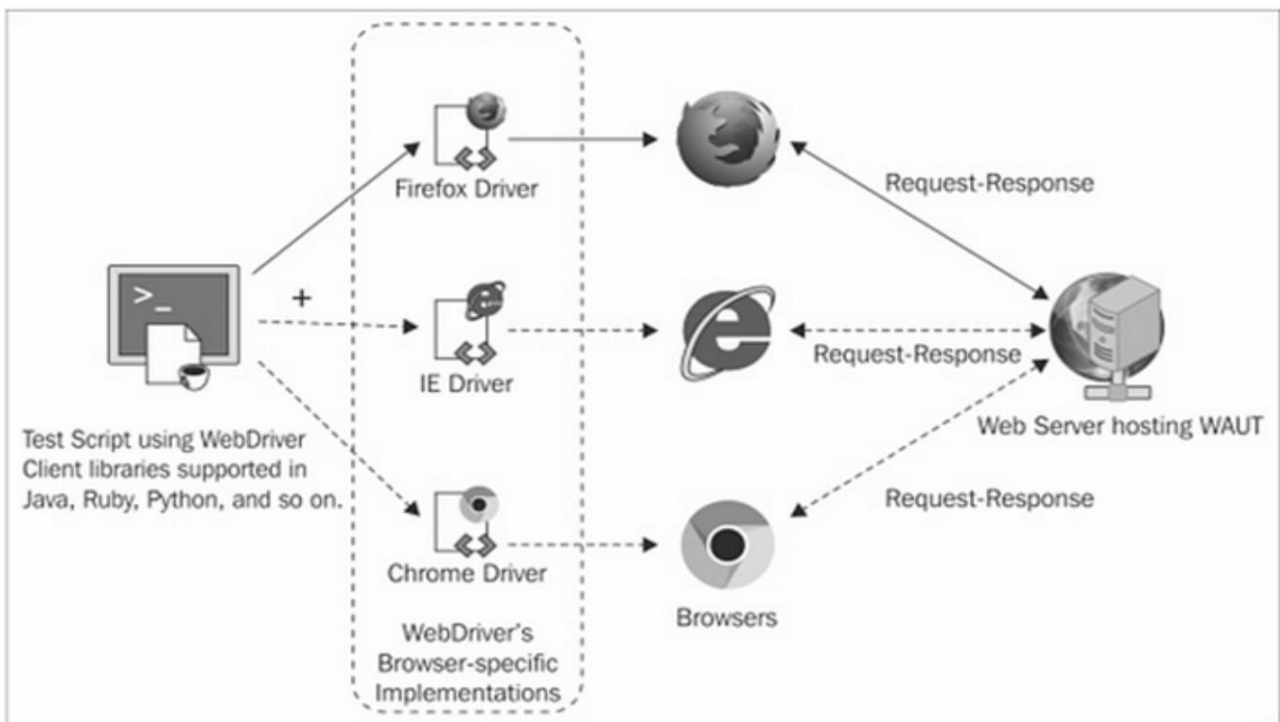 Firefox Driver
Request-Response
>_
+
IE Driver
Request-Response
Test Script using WebDriver
Client libraries supported in
Java, Ruby, Python, and so on.
Web Server hosting WAUT
Request-Response
Chrome Driver
Browsers
WebDriver's
Browser-specific
Implementations